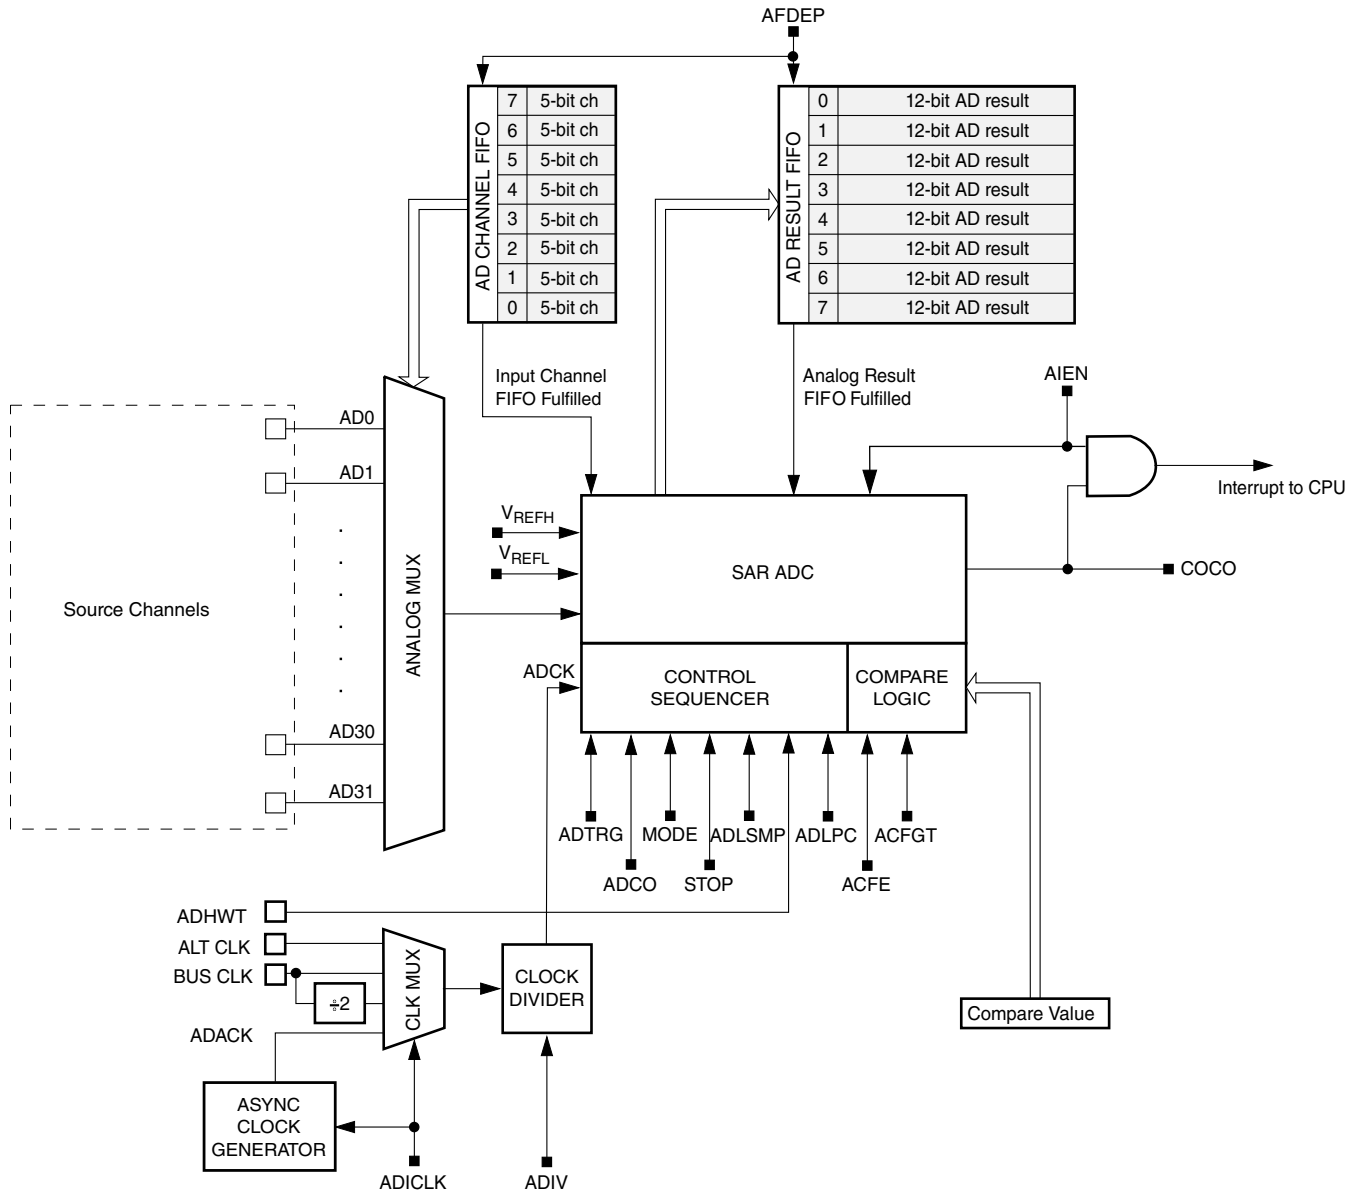 AFDEP
AD CHANNEL FIFO
7 5-bit ch
6 5-bit ch
5 5-bit ch
4 5-bit ch
3 5-bit ch
2 5-bit ch
1 5-bit ch
0 5-bit ch
AD RESULT FIFO
0 12-bit AD result
1 12-bit AD result
2 12-bit AD result
3 12-bit AD result
4 12-bit AD result
5 12-bit AD result
6 12-bit AD result
7 12-bit AD result
Input Channel
FIFO Fulfilled
Analog Result
FIFO Fulfilled
AIEN
Interrupt to CPU
COCO
Source Channels
AD0
AD1
AD30
AD31
ANALOG MUX
VREFH
VREFL
SAR ADC
ADCK
CONTROL
SEQUENCER
COMPARE
LOGIC
ADTRG
MODE
ADLSMP
ADLPC
ACFGT
ADCO
STOP
ACFE
ADHWT
ALT CLK
BUS CLK
÷2
ADACK
CLK MUX
CLOCK
DIVIDER
Compare Value
ASYNC
CLOCK
GENERATOR
ADICLK
ADIV